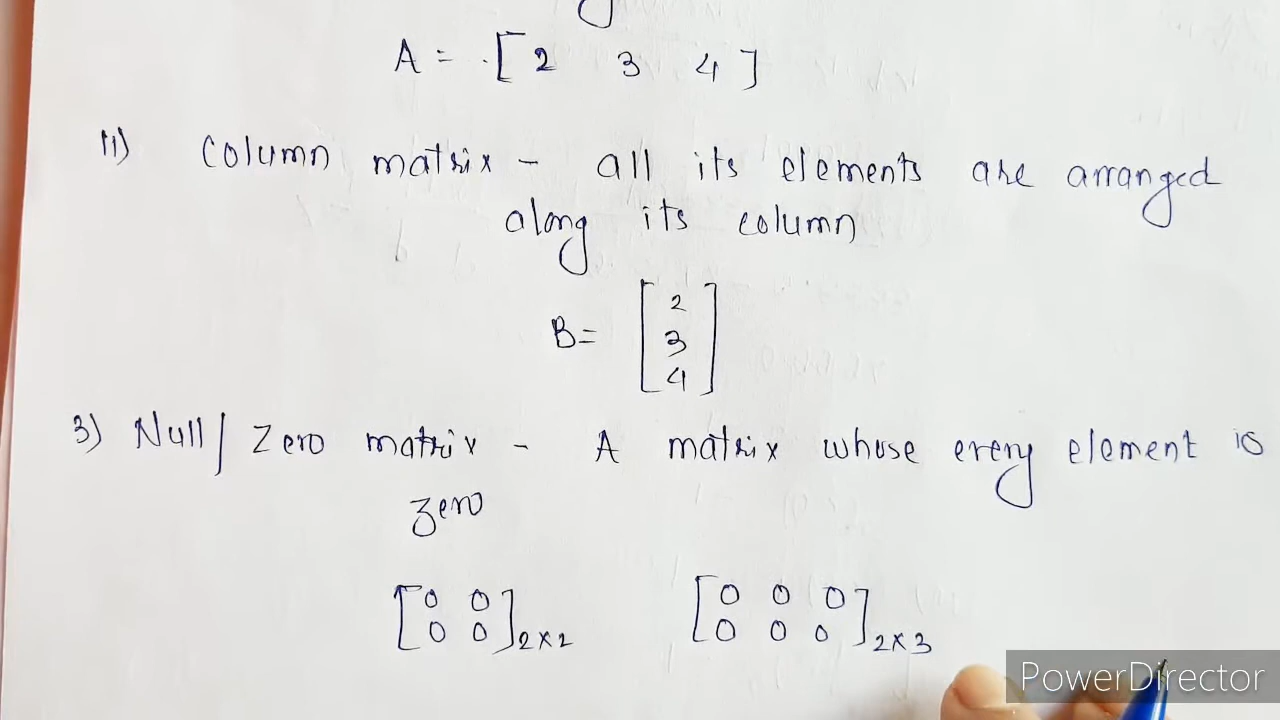 A = [ 2 3 4 ]
11) Column matrix - all its elements are arranged
along its column
B = [ 2
3
4 ]
3) Null / Zero matrix - A matrix whose every element is
zero
[ 0 0 [ 0 0 0
0 0 ] 2x2 0 0 0 ] 2x3
PowerDirector